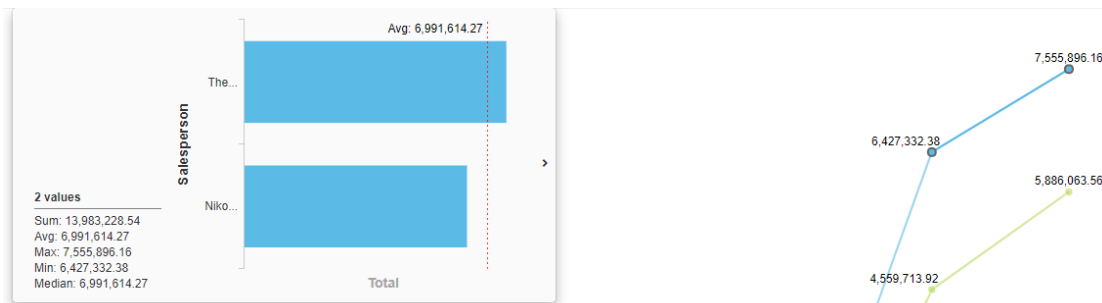 Avg: 6,991,614.27
The...
Salesperson
Niko...
2 values
Sum: 13,983,228.54
Avg: 6,991,614.27
Max: 7,555,896.16
Min: 6,427,332.38
Median: 6,991,614.27
Total
7,555,896.16
6,427,332.38
5,886,063.56
4,559,713.92